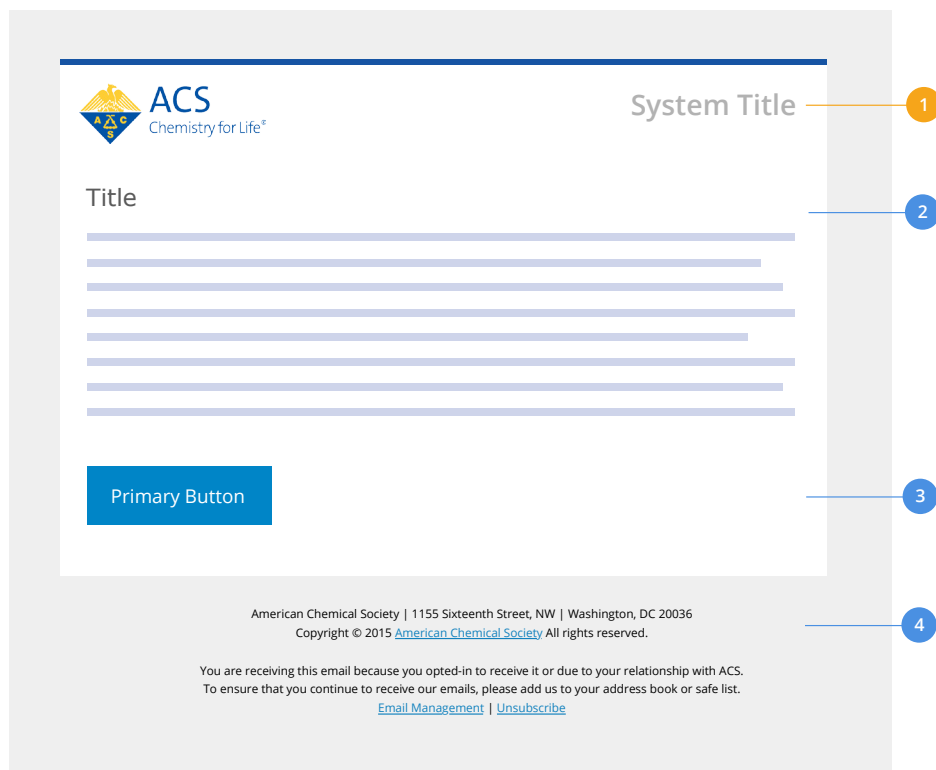 ACS
Chemistry for Life®
A C S
System Title
1
Title
2
Primary Button
3
American Chemical Society | 1155 Sixteenth Street, NW | Washington, DC 20036
Copyright © 2015 American Chemical Society All rights reserved.
4
You are receiving this email because you opted-in to receive it or due to your relationship with ACS.
To ensure that you continue to receive our emails, please add us to your address book or safe list.
Email Management | Unsubscribe